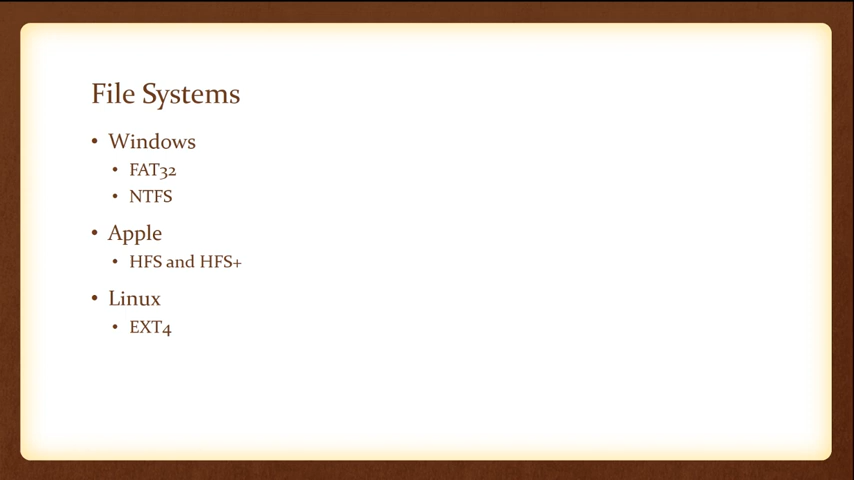 File Systems
• Windows
• FAT32
• NTFS
• Apple
• HFS and HFS+
• Linux
• EXT4